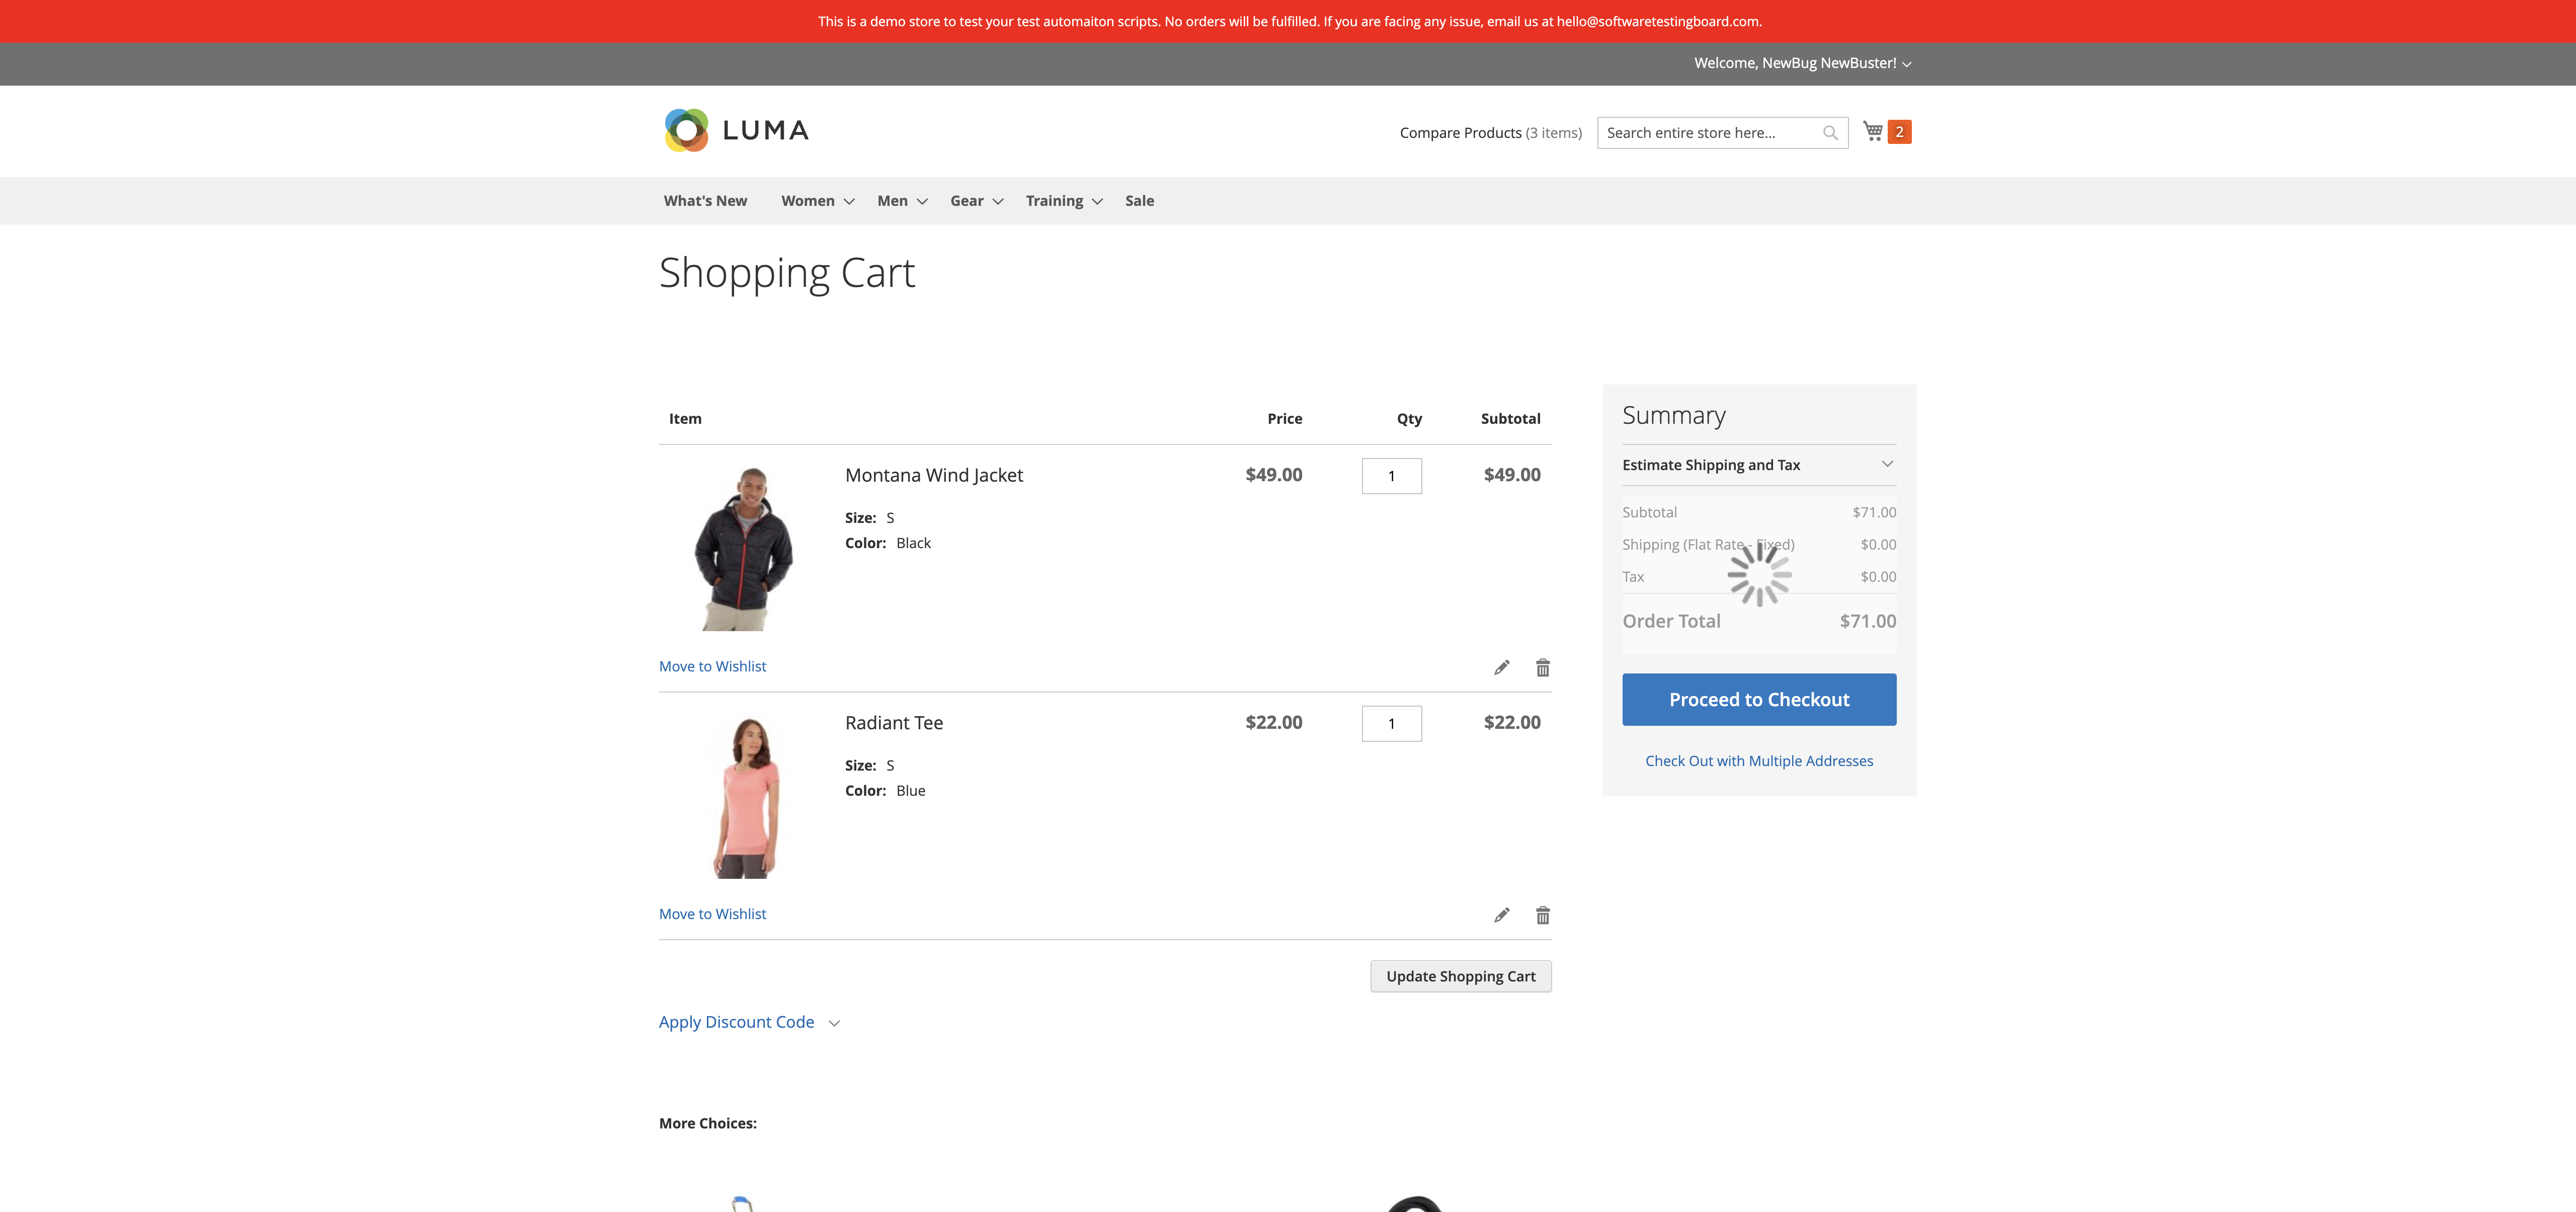 This is a demo store to test your test automaiton scripts. No orders will be fulfilled. If you are facing any issue, email us at hello@softwaretestingboard.com.
Welcome, NewBug NewBuster!
LUMA
Compare Products (3 items)
Search entire store here...
2
What's New
Women
Men
Gear
Training
Sale
Shopping Cart
Item
Price
Qty
Subtotal
Montana Wind Jacket
$49.00
1
$49.00
Size: S
Color: Black
Move to Wishlist
Radiant Tee
$22.00
1
$22.00
Size: S
Color: Blue
Move to Wishlist
Update Shopping Cart
Apply Discount Code
Summary
Estimate Shipping and Tax
Subtotal $71.00
Shipping (Flat Rate - Fixed) $0.00
Tax $0.00
Order Total $71.00
Proceed to Checkout
Check Out with Multiple Addresses
More Choices: